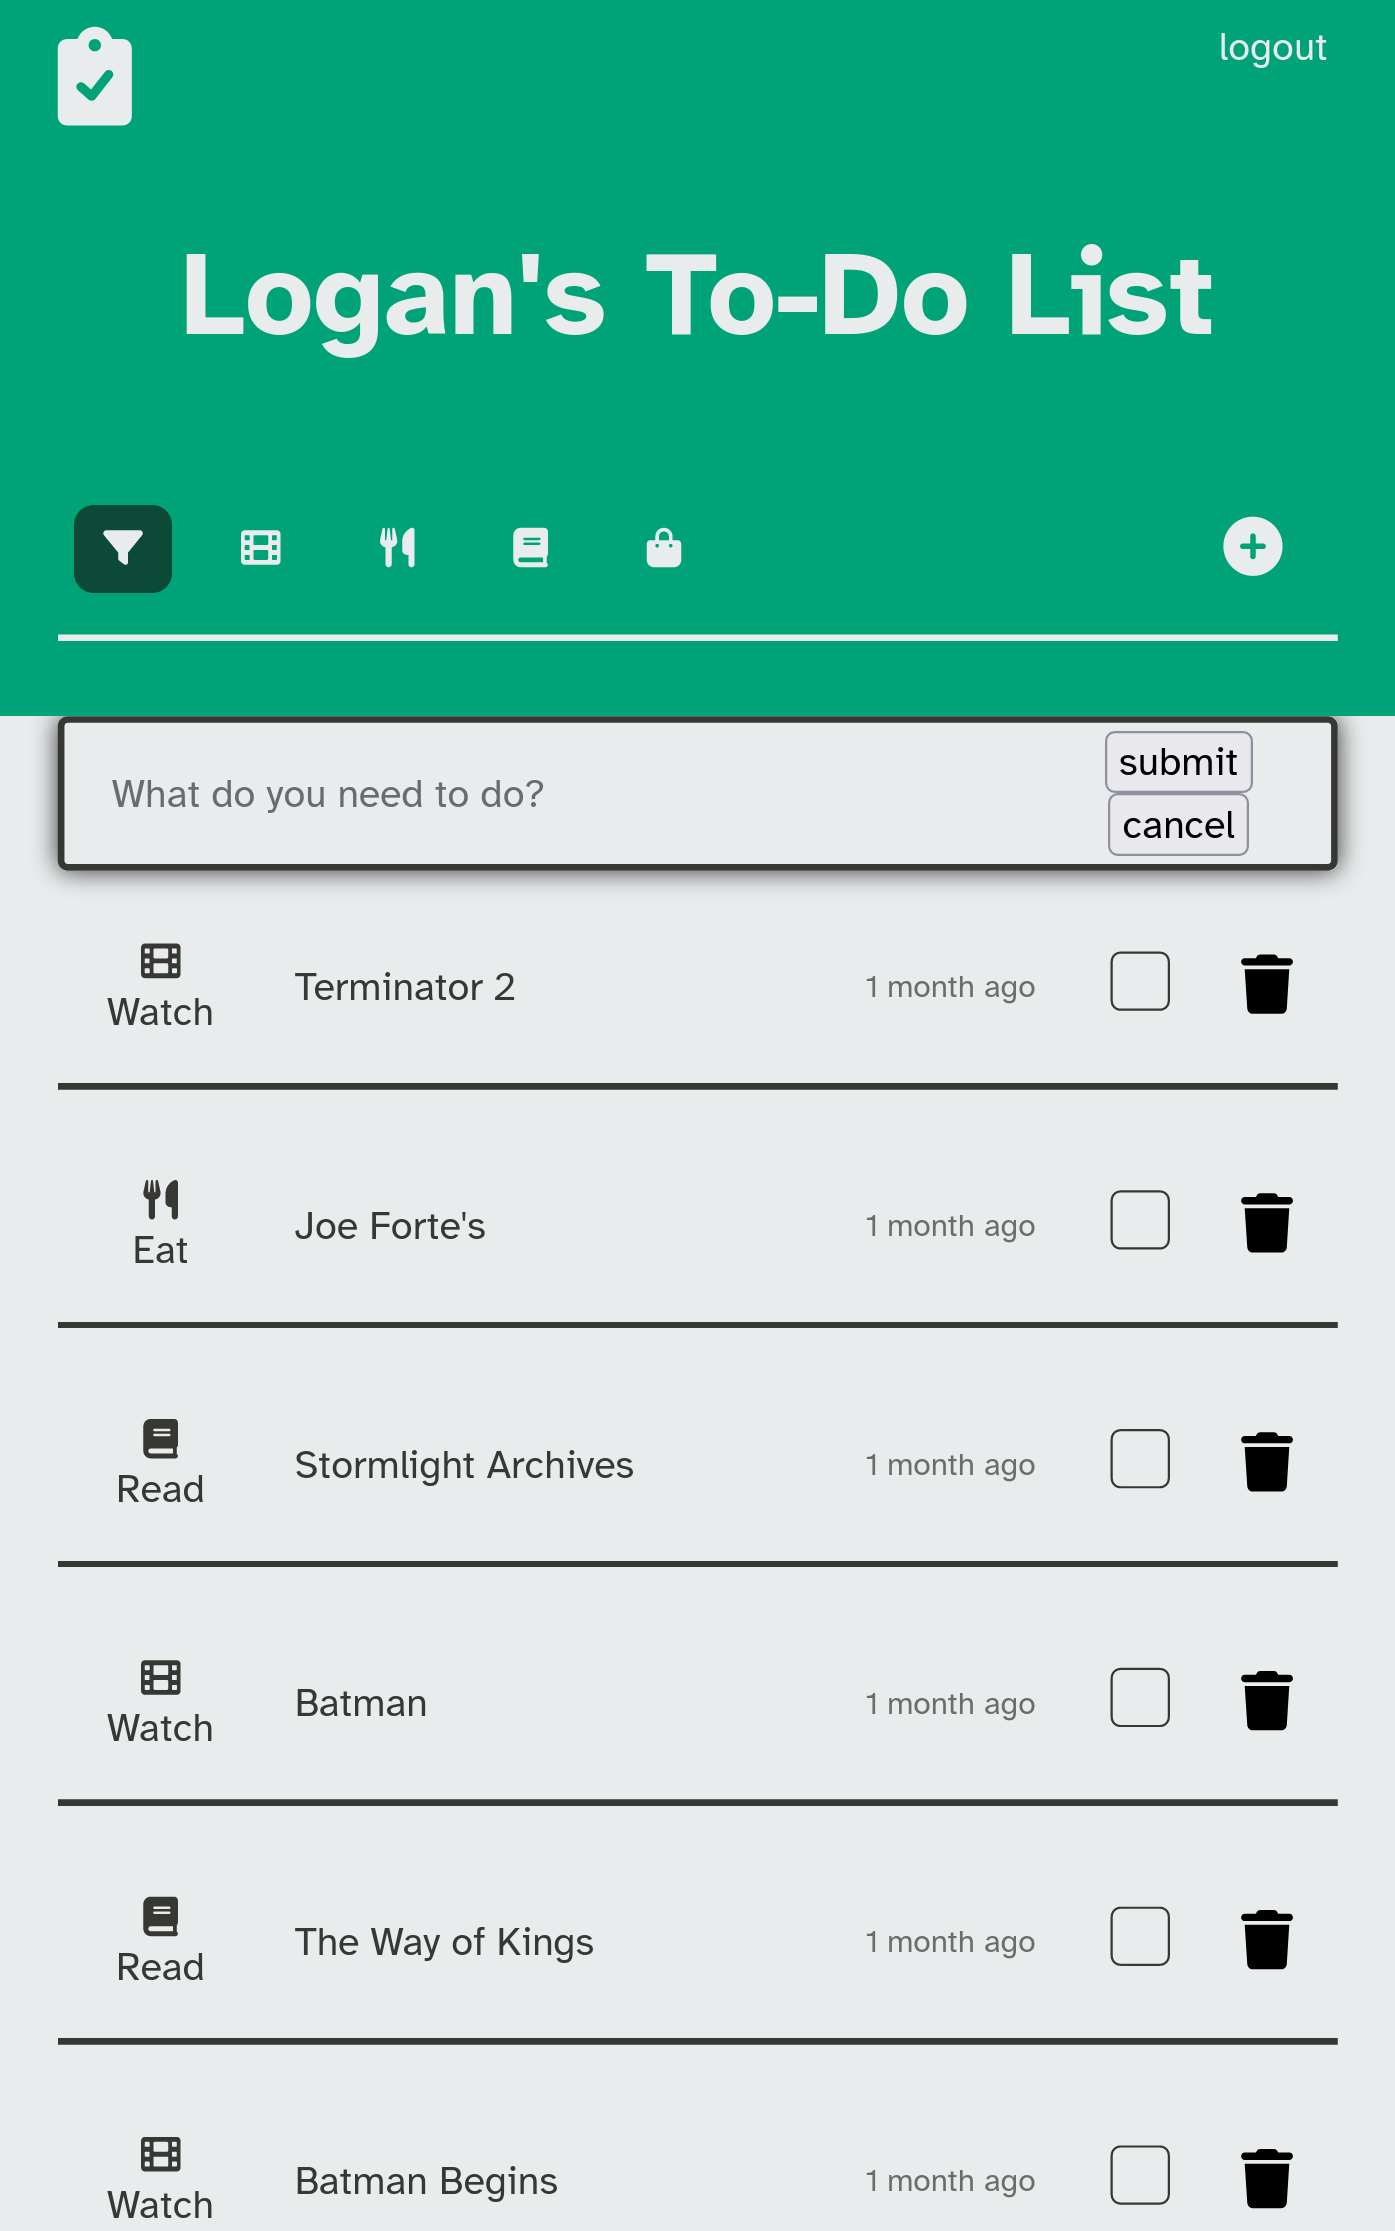 logout
Logan's To-Do List
What do you need to do?
submit
cancel
Watch
Terminator 2
1 month ago
Eat
Joe Forte's
1 month ago
Read
Stormlight Archives
1 month ago
Watch
Batman
1 month ago
Read
The Way of Kings
1 month ago
Watch
Batman Begins
1 month ago